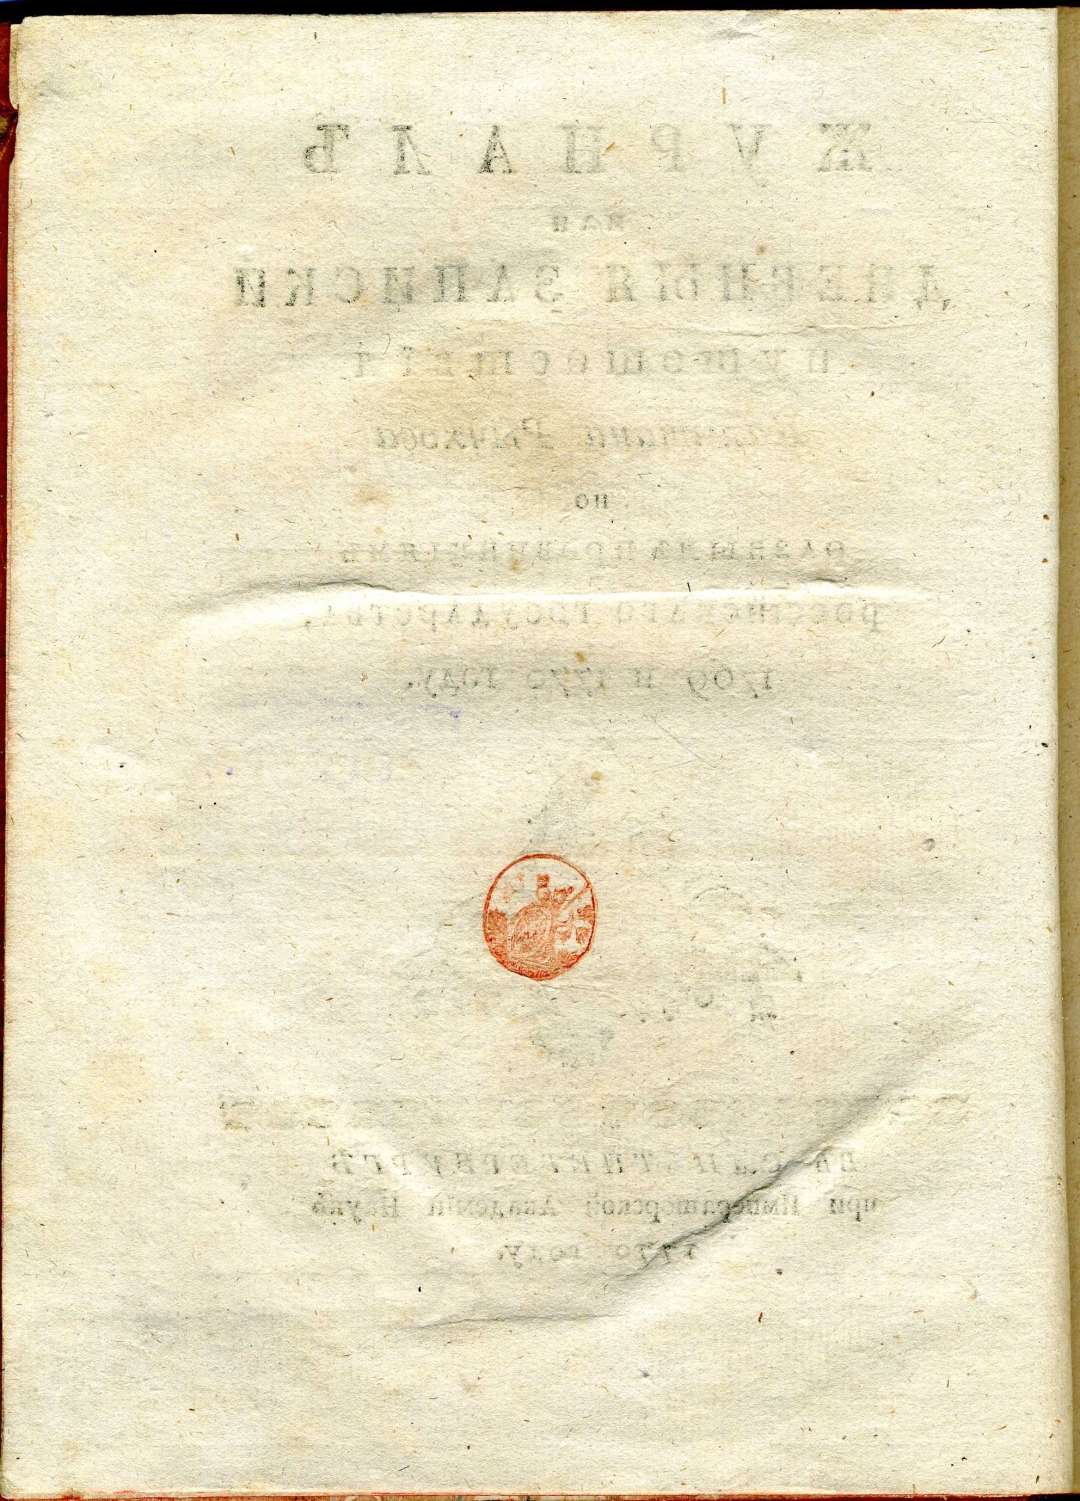 ЖУРНАЛЪ
или
ДНЕВНЫЯ ЗАПИСКИ
ПУТЕШЕСТВІЯ
Капитана Рычкова
по
РАЗНЫМЪ ПРОВИНЦІЯМЪ
РОССІЙСКАГО ГОСУДАРСТВА,
1769 и 1770 году.
ВЪ САНКТПЕТЕРБУРГѢ
при Императорской Академіи Наукъ
1770 году.